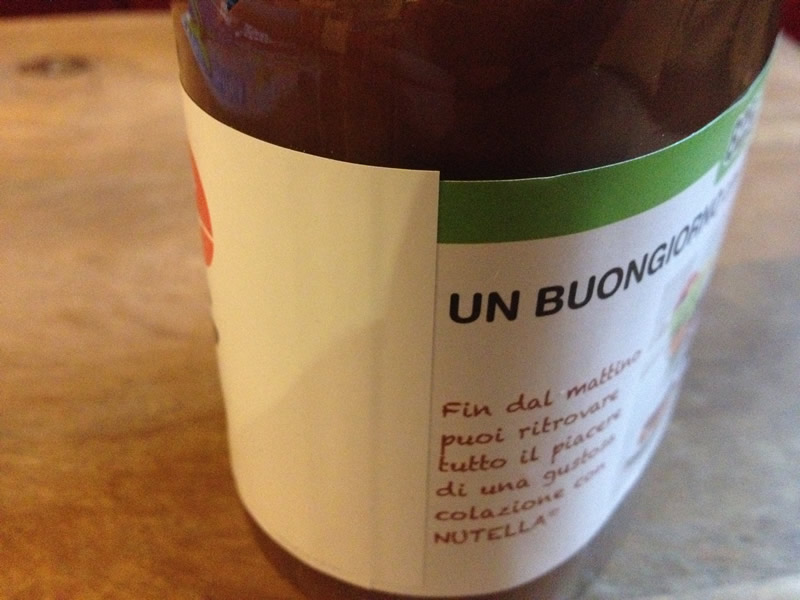 UN BUONGIORNO
Fin dal mattino
puoi ritrovare
tutto il piacere
di una gustosa
colazione con
NUTELLA®